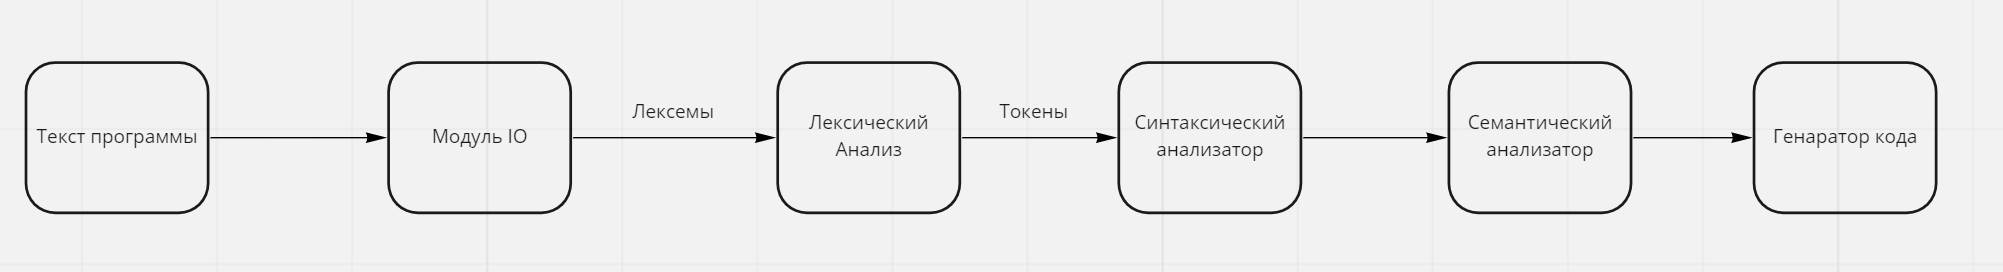 Текст программы
Модуль IO
Лексемы
Лексический
Анализ
Токены
Синтаксический
анализатор
Семантический
анализатор
Генаратор кода